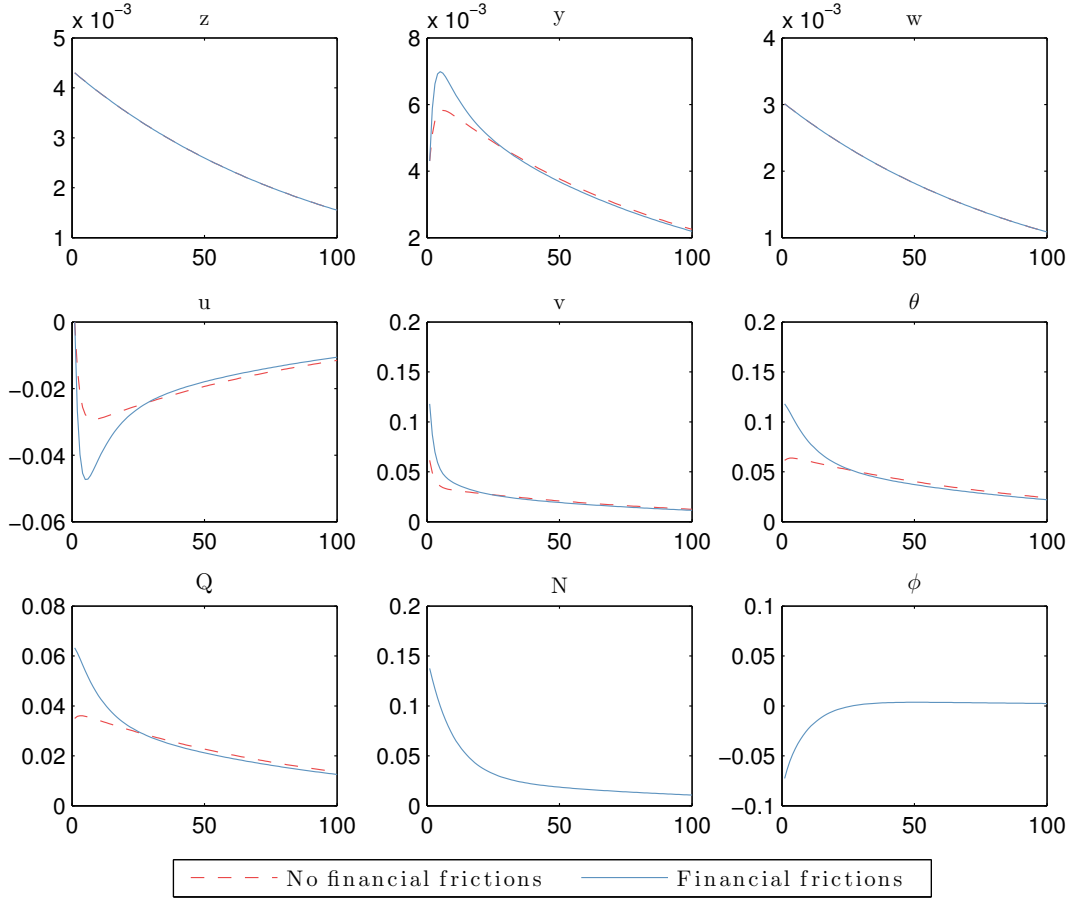 x 10⁻³ z
5
4
3
2
1
0 50 100
x 10⁻³ y
8
6
4
2
0 50 100
x 10⁻³ w
4
3
2
1
0 50 100
u
0
−0.02
−0.04
−0.06
0 50 100
v
0.2
0.15
0.1
0.05
0
0 50 100
θ
0.2
0.15
0.1
0.05
0
0 50 100
Q
0.08
0.06
0.04
0.02
0
0 50 100
N
0.2
0.15
0.1
0.05
0
0 50 100
ϕ
0.1
0.05
0
−0.05
−0.1
0 50 100
No financial frictions Financial frictions